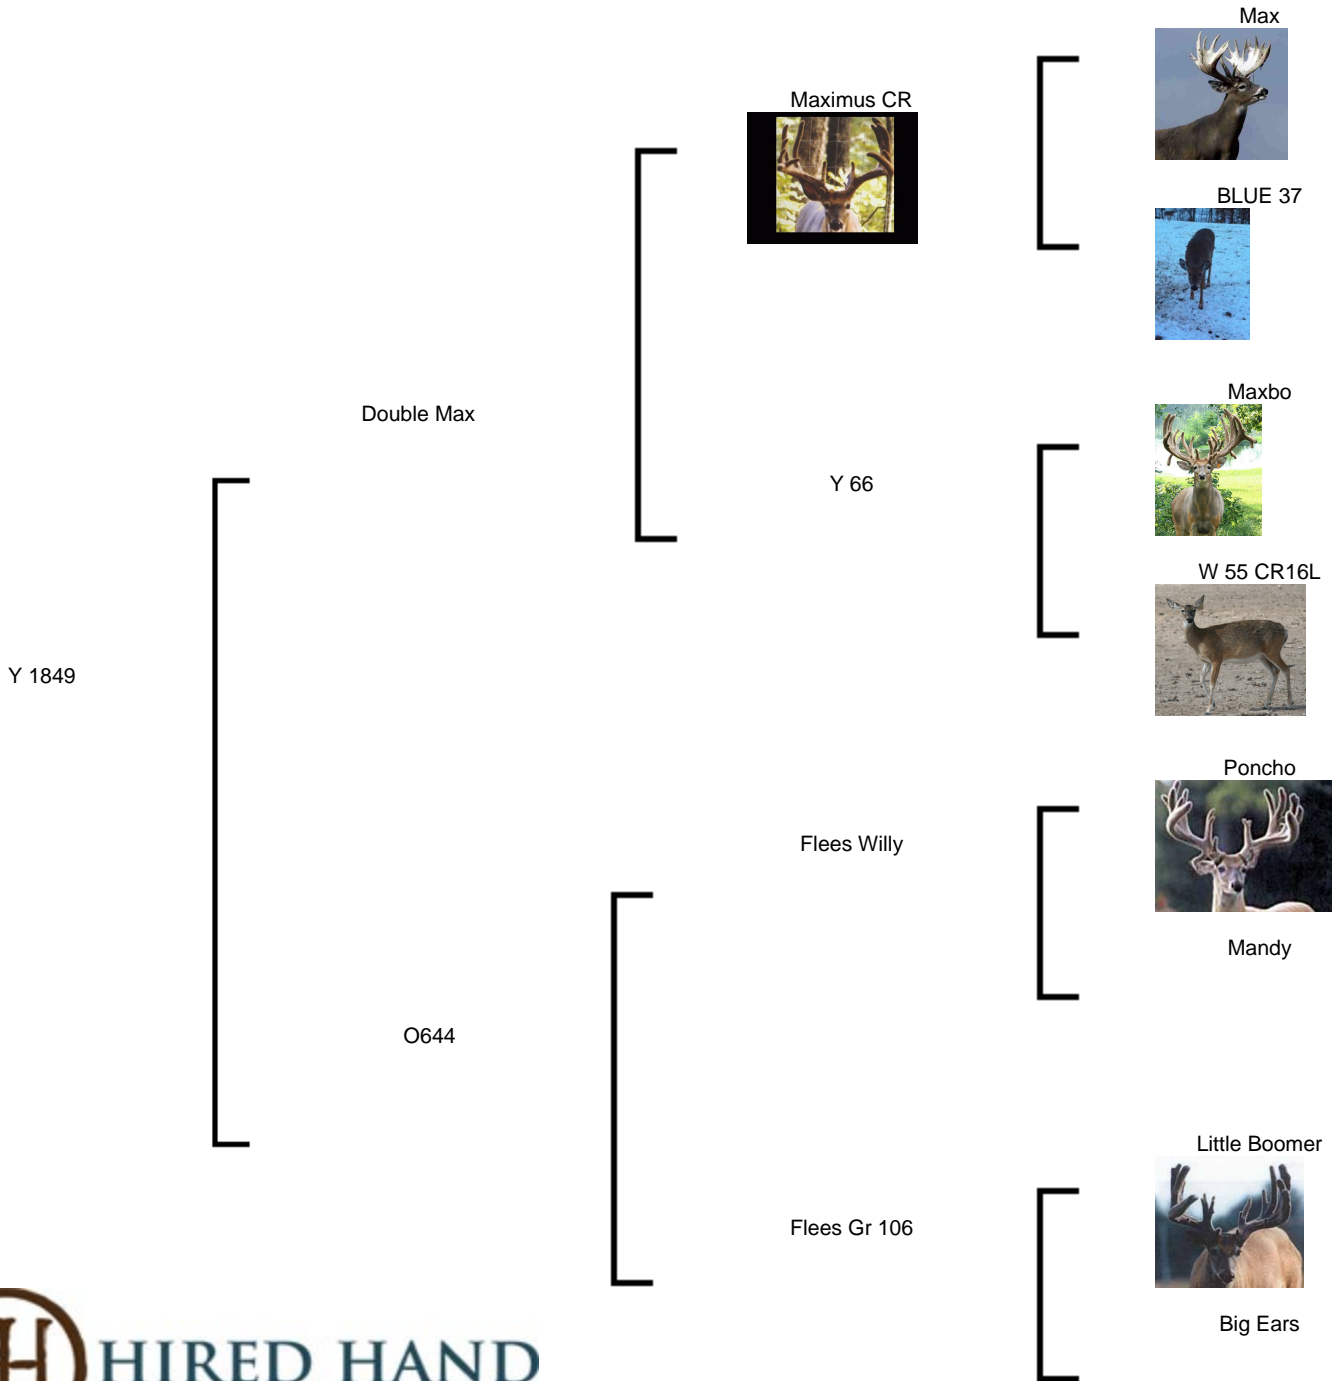 Max
Maximus CR
BLUE 37
Maxbo
Double Max
Y 66
W 55 CR16L
Y 1849
Poncho
Flees Willy
Mandy
O644
Little Boomer
Flees Gr 106
Big Ears
H HIRED HAND